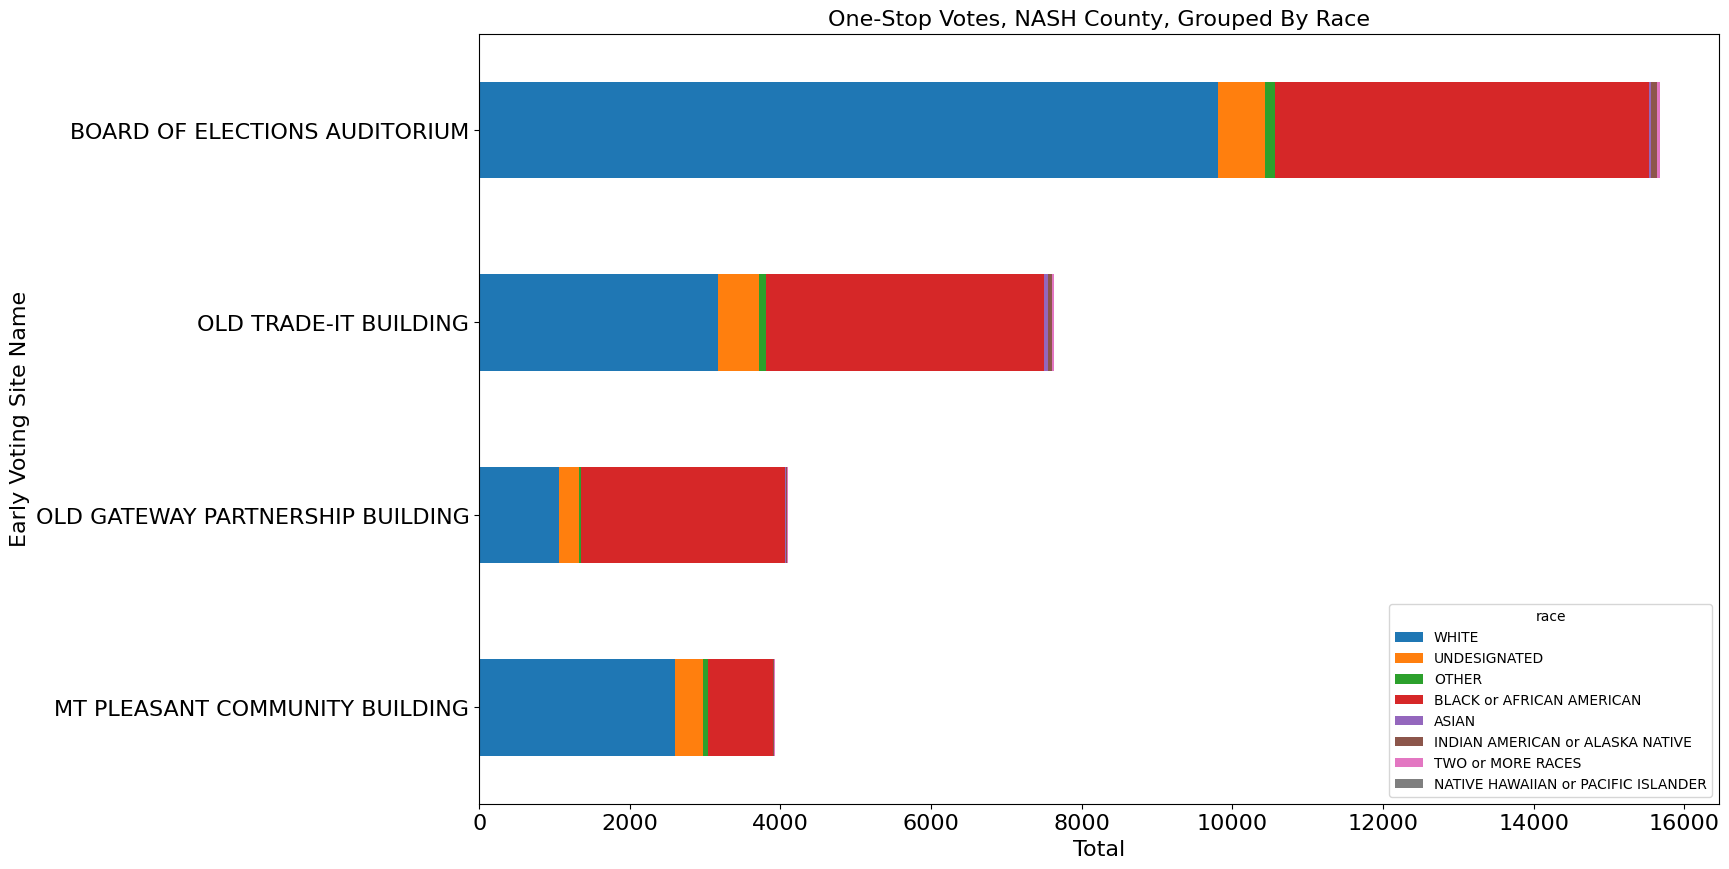 One-Stop Votes, NASH County, Grouped By Race
Early Voting Site Name
BOARD OF ELECTIONS AUDITORIUM
OLD TRADE-IT BUILDING
OLD GATEWAY PARTNERSHIP BUILDING
MT PLEASANT COMMUNITY BUILDING
race
WHITE
UNDESIGNATED
OTHER
BLACK or AFRICAN AMERICAN
ASIAN
INDIAN AMERICAN or ALASKA NATIVE
TWO or MORE RACES
NATIVE HAWAIIAN or PACIFIC ISLANDER
0 2000 4000 6000 8000 10000 12000 14000 16000
Total